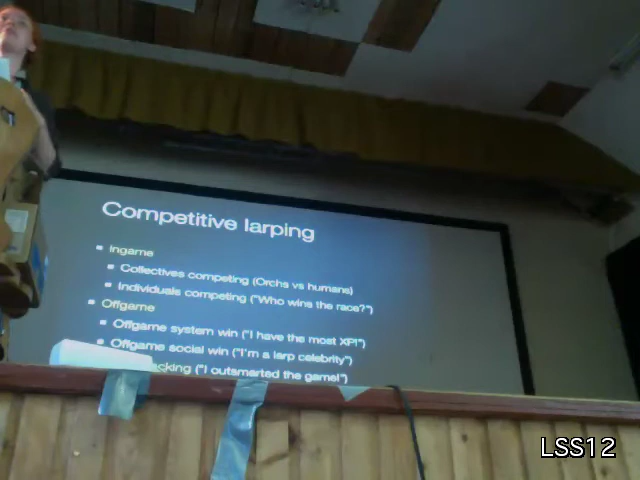 Competitive larping
Ingame
Collectives competing (Orchs vs humans)
Individuals competing ("Who wins the race?")
Offgame
Offgame system win ("I have the most XP!")
Offgame social win ("I'm a larp celebrity")
("I outsmarted the game!")
LSS12